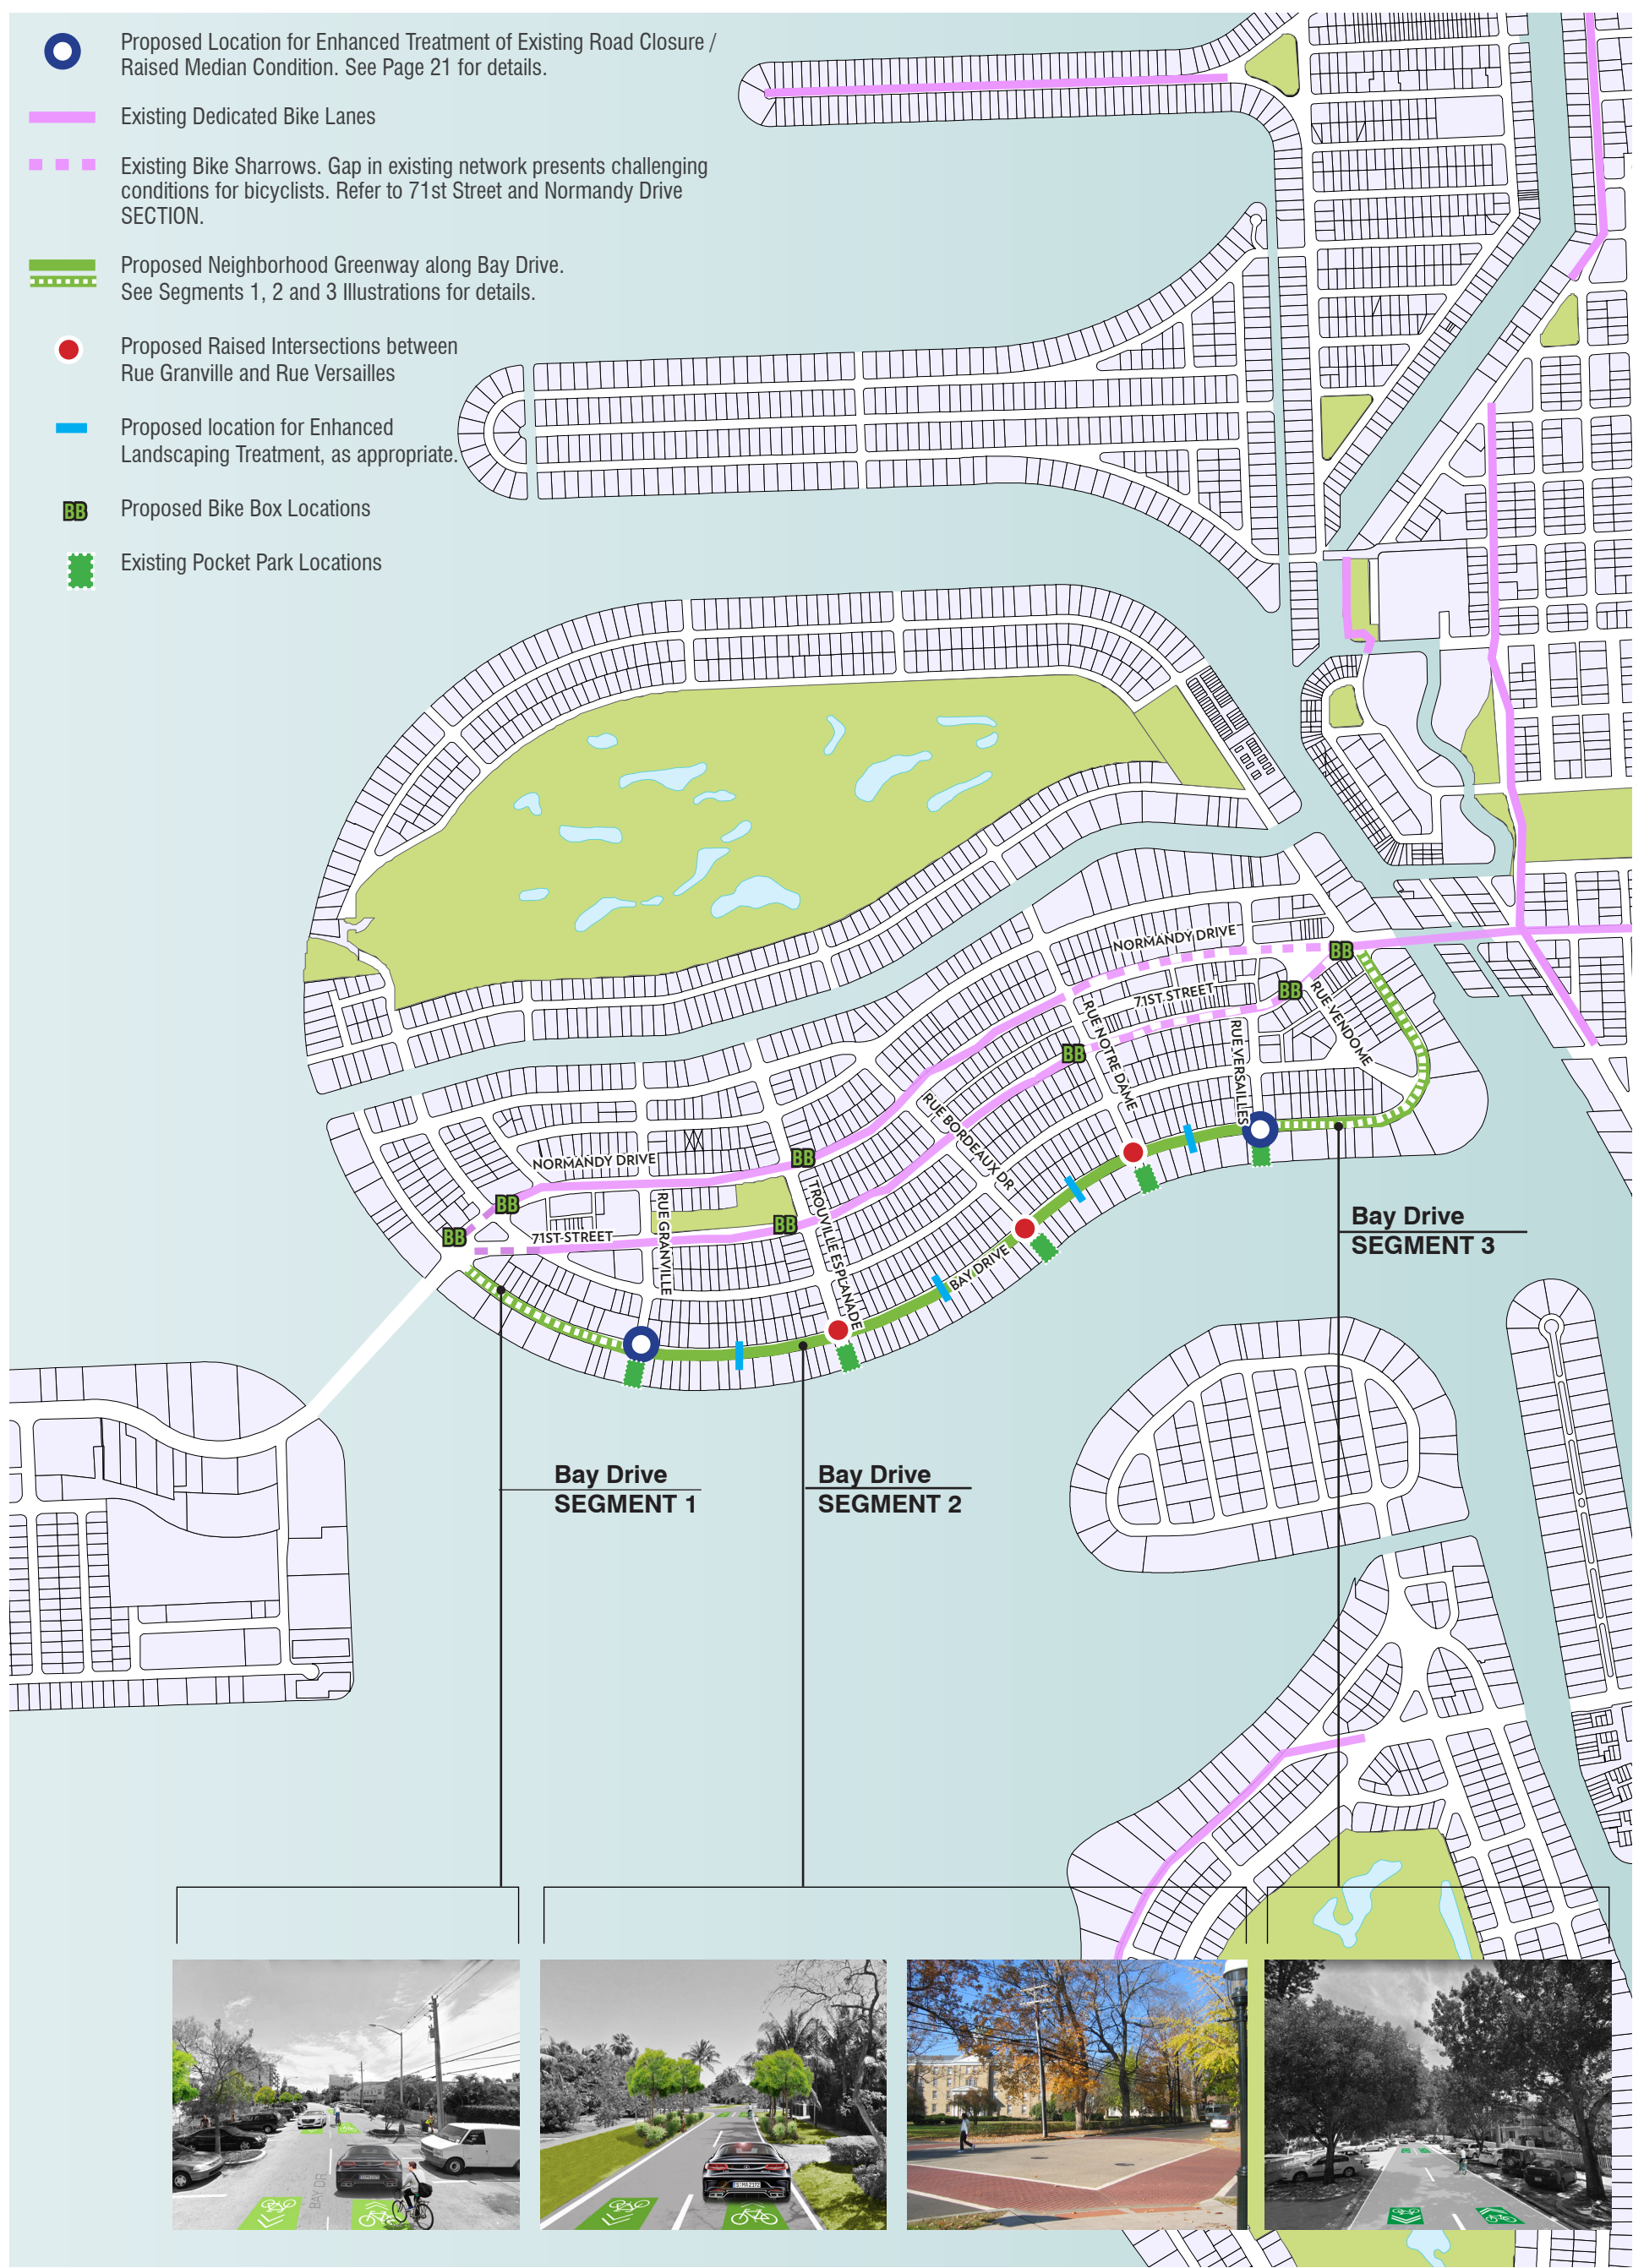 Proposed Location for Enhanced Treatment of Existing Road Closure /
Raised Median Condition. See Page 21 for details.
Existing Dedicated Bike Lanes
Existing Bike Sharrows. Gap in existing network presents challenging
conditions for bicyclists. Refer to 71st Street and Normandy Drive
SECTION.
Proposed Neighborhood Greenway along Bay Drive.
See Segments 1, 2 and 3 Illustrations for details.
Proposed Raised Intersections between
Rue Granville and Rue Versailles
Proposed location for Enhanced
Landscaping Treatment, as appropriate.
BB
Proposed Bike Box Locations
Existing Pocket Park Locations
NORMANDY DRIVE
BB
71ST STREET
BB
RUE VENDOME
RUE NOTRE DAME
RUE VERSAILLES
BB
RUE BORDEAUX DR
NORMANDY DRIVE
BB
TROUVILLE ESPLANADE
RUE GRANVILLE
BB
BB
BB
71ST STREET
BAY DRIVE
Bay Drive
SEGMENT 3
Bay Drive
SEGMENT 1
Bay Drive
SEGMENT 2
BAY DR